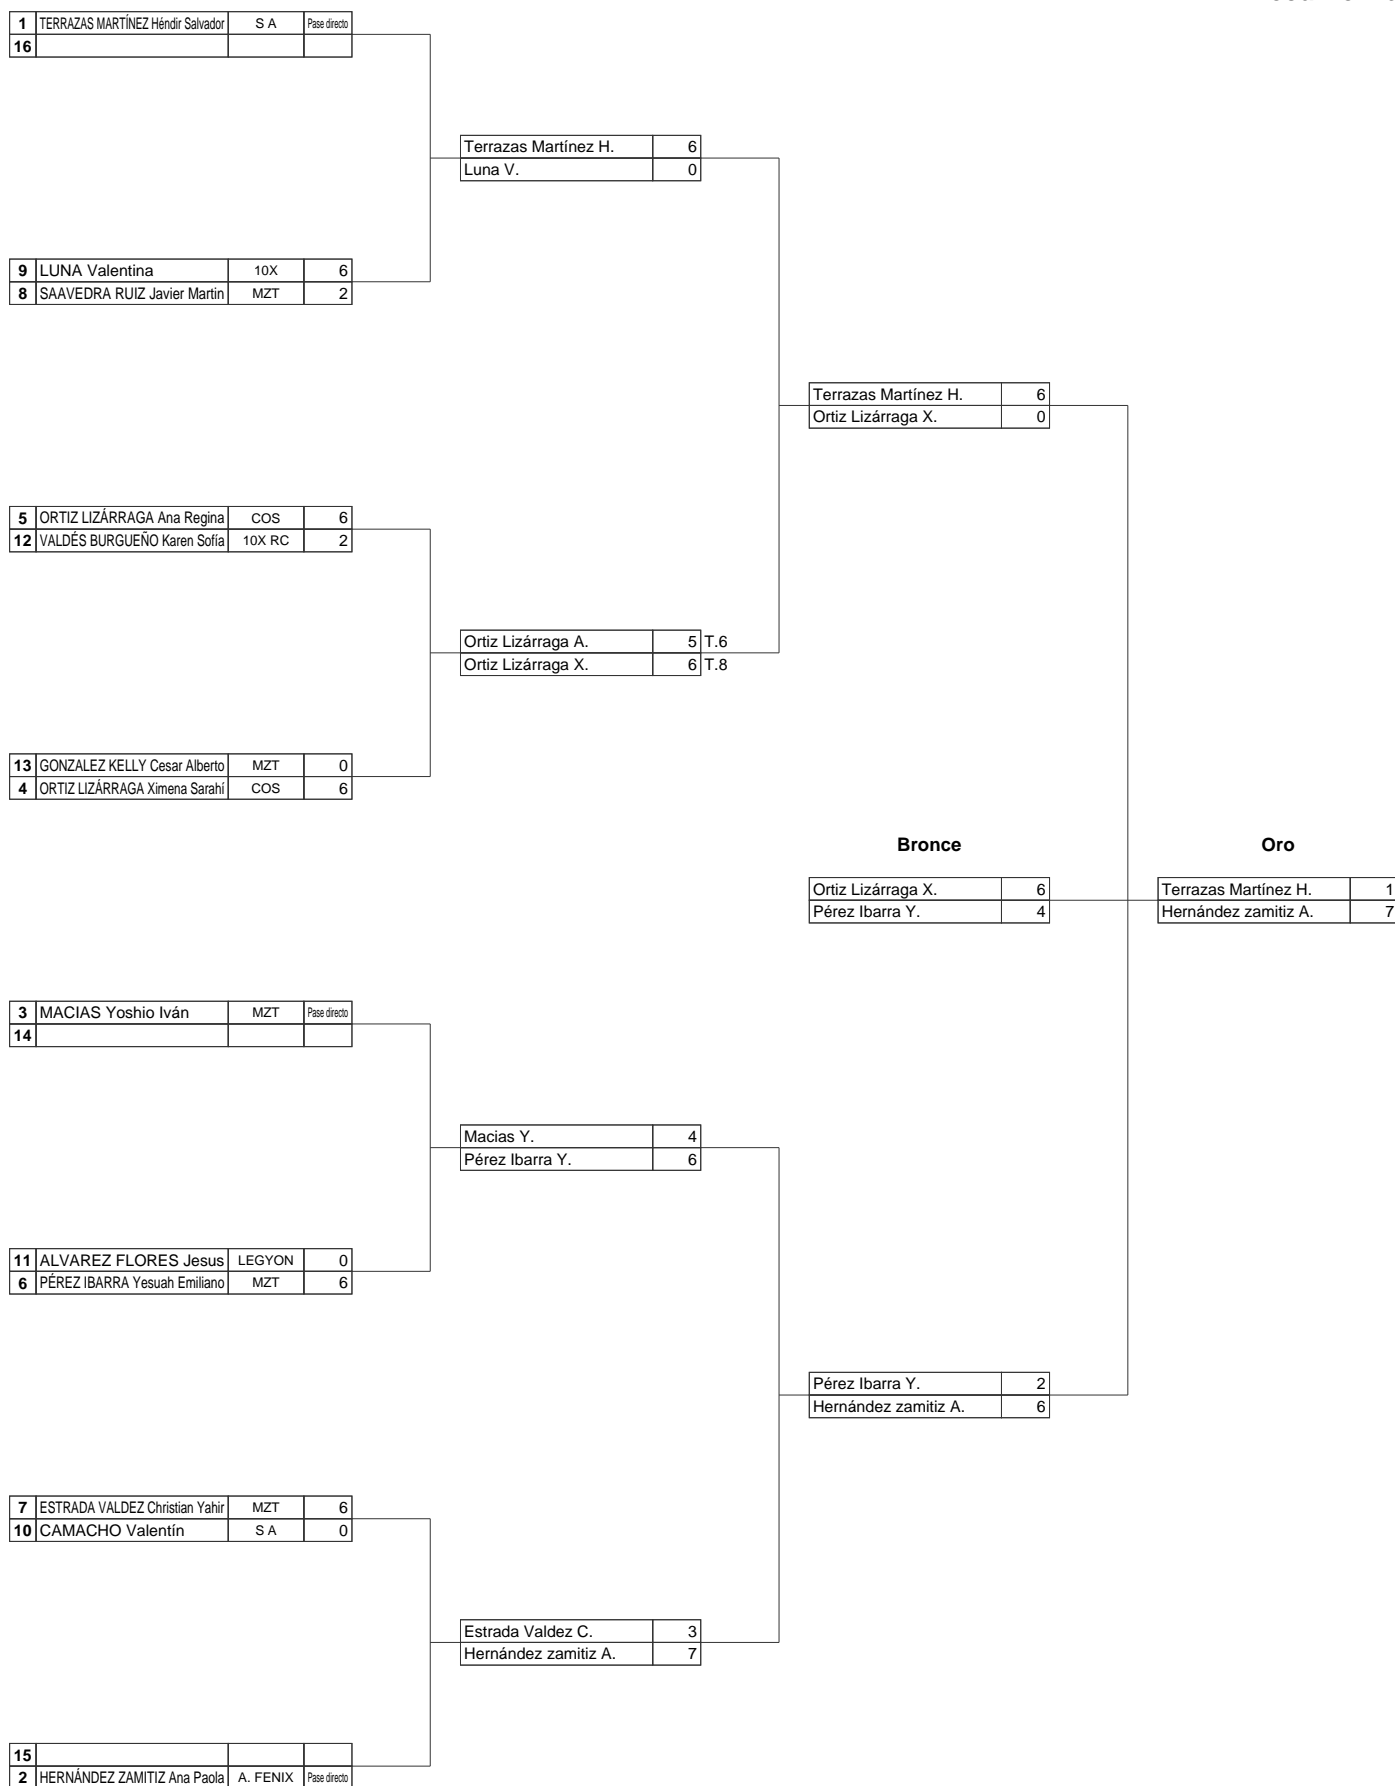 1 TERRAZAS MARTÍNEZ Héndir Salvador S A Pase directo
16
Terrazas Martínez H. 6
Luna V. 0
9 LUNA Valentina 10X 6
8 SAAVEDRA RUIZ Javier Martin MZT 2
Terrazas Martínez H. 6
Ortiz Lizárraga X. 0
5 ORTIZ LIZÁRRAGA Ana Regina COS 6
12 VALDÉS BURGUEÑO Karen Sofía 10X RC 2
Ortiz Lizárraga A. 5 T.6
Ortiz Lizárraga X. 6 T.8
13 GONZALEZ KELLY Cesar Alberto MZT 0
4 ORTIZ LIZÁRRAGA Ximena Sarahí COS 6
Bronce Oro
Ortiz Lizárraga X. 6 Terrazas Martínez H. 1
Pérez Ibarra Y. 4 Hernández zamitiz A. 7
3 MACIAS Yoshio Iván MZT Pase directo
14
Macias Y. 4
Pérez Ibarra Y. 6
11 ALVAREZ FLORES Jesus LEGYON 0
6 PÉREZ IBARRA Yesuah Emiliano MZT 6
Pérez Ibarra Y. 2
Hernández zamitiz A. 6
7 ESTRADA VALDEZ Christian Yahir MZT 6
10 CAMACHO Valentín S A 0
Estrada Valdez C. 3
Hernández zamitiz A. 7
15
2 HERNÁNDEZ ZAMITIZ Ana Paola A. FENIX Pase directo